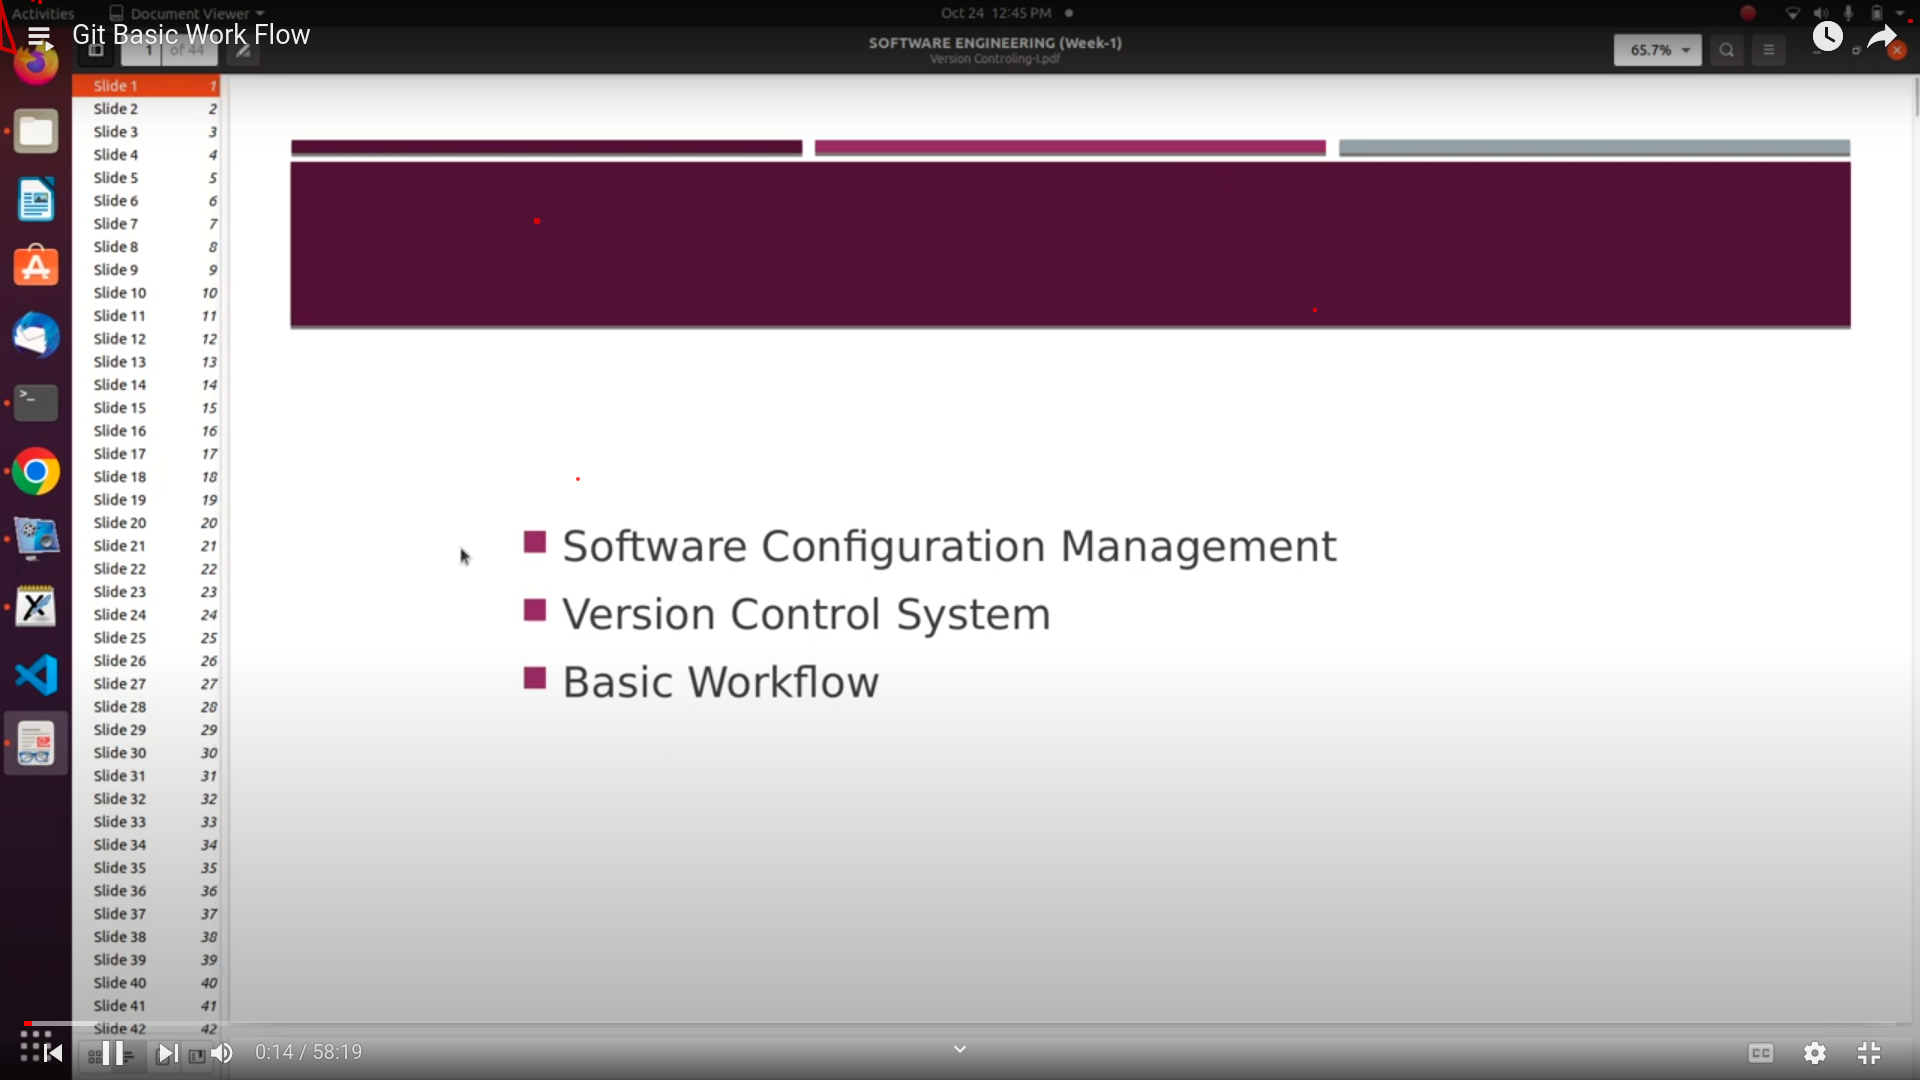 Activities
Document Viewer
Oct 24 12:45 PM
Git Basic Work Flow
1 of 44
SOFTWARE ENGINEERING (Week-1)
Version Controling-I.pdf
65.7%
Slide 1 1
Slide 2 2
Slide 3 3
Slide 4 4
Slide 5 5
Slide 6 6
Slide 7 7
Slide 8 8
Slide 9 9
Slide 10 10
Slide 11 11
Slide 12 12
Slide 13 13
Slide 14 14
Slide 15 15
Slide 16 16
Slide 17 17
Slide 18 18
Slide 19 19
Slide 20 20
Slide 21 21
Slide 22 22
Slide 23 23
Slide 24 24
Slide 25 25
Slide 26 26
Slide 27 27
Slide 28 28
Slide 29 29
Slide 30 30
Slide 31 31
Slide 32 32
Slide 33 33
Slide 34 34
Slide 35 35
Slide 36 36
Slide 37 37
Slide 38 38
Slide 39 39
Slide 40 40
Slide 41 41
Slide 42 42
Software Configuration Management
Version Control System
Basic Workflow
0:14 / 58:19
CC